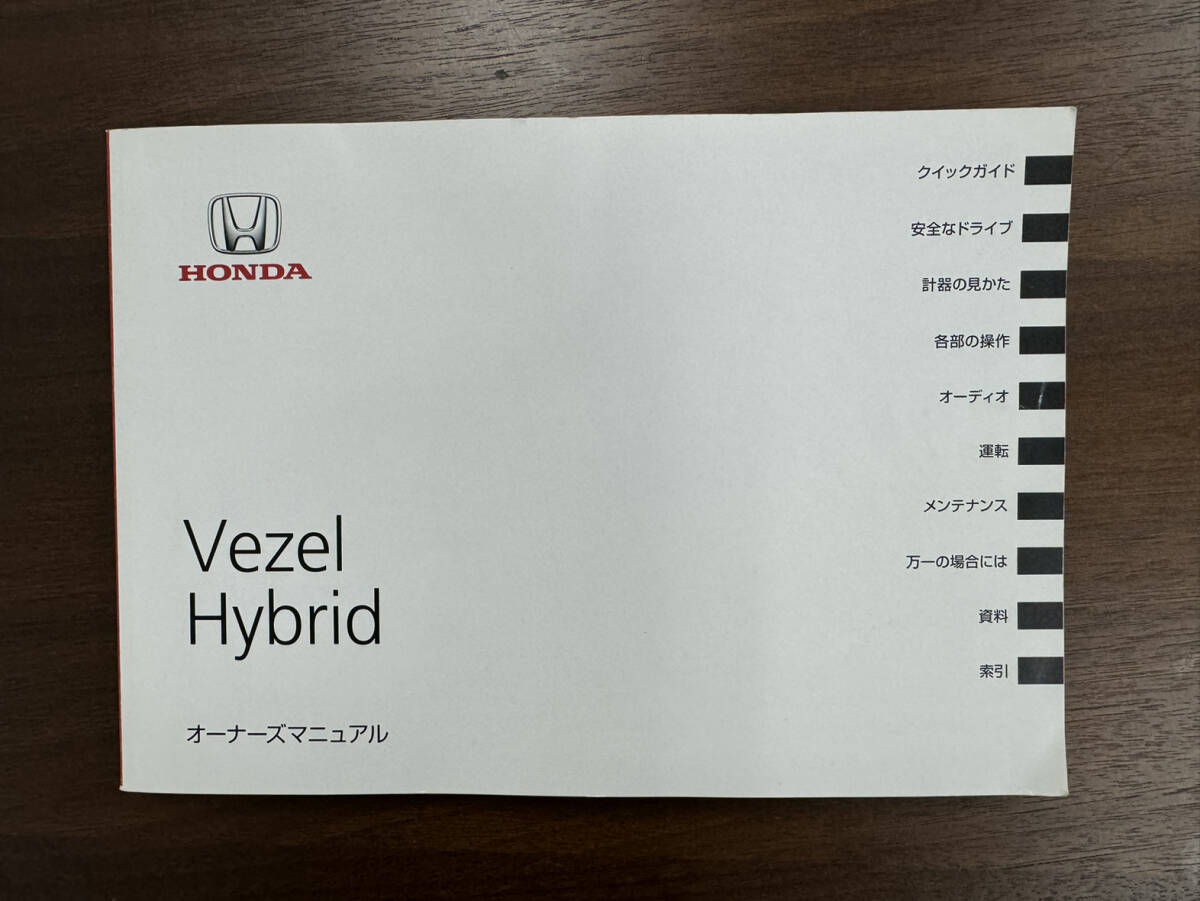 HONDA
Vezel
Hybrid
オーナーズマニュアル
クイックガイド
安全なドライブ
計器の見かた
各部の操作
オーディオ
運転
メンテナンス
万一の場合には
資料
索引